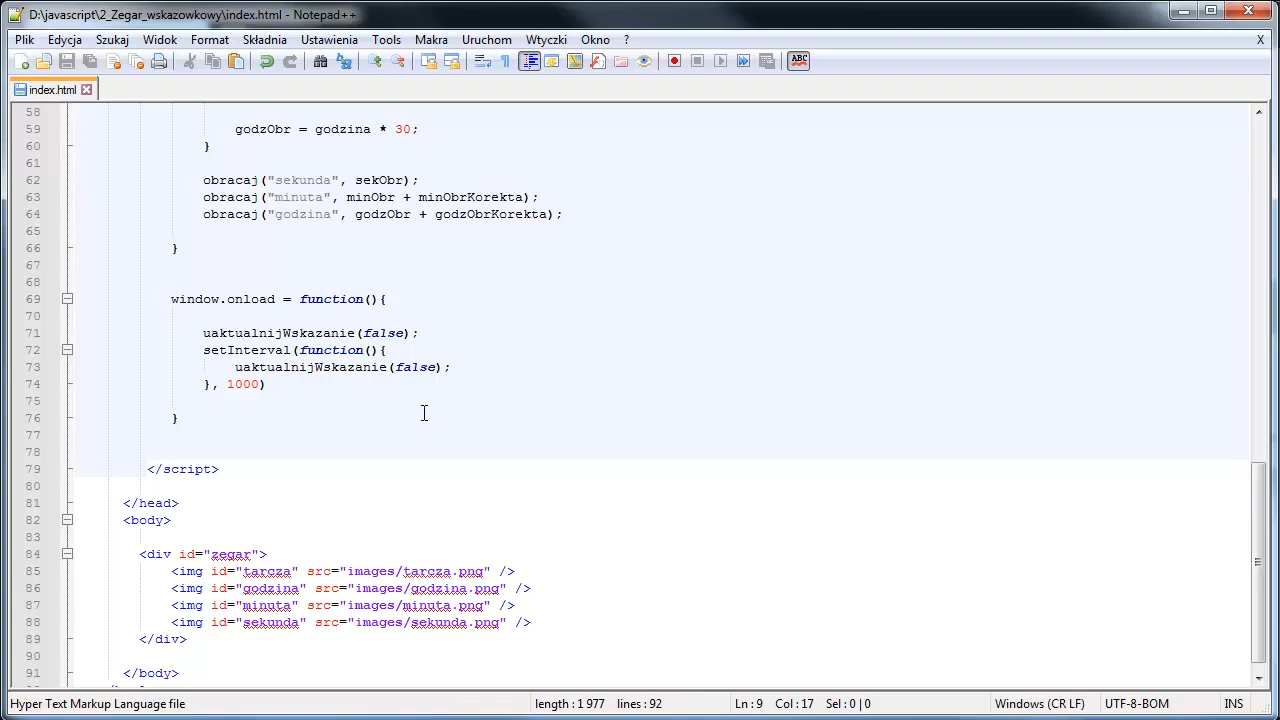 D:\javascript\2_Zegar_wskazowkowy\index.html - Notepad++
Plik Edycja Szukaj Widok Format Składnia Ustawienia Tools Makra Uruchom Wtyczki Okno ? X
ABC
index.html
58
59 godzObr = godzina * 30;
60 }
61
62 obracaj("sekunda", sekObr);
63 obracaj("minuta", minObr + minObrKorekta);
64 obracaj("godzina", godzObr + godzObrKorekta);
65
66 }
67
68
69 window.onload = function(){
70
71 uaktualnijWskazanie(false);
72 setInterval(function(){
73 uaktualnijWskazanie(false);
74 }, 1000)
75
76 }
77
78
79 </script>
80
81 </head>
82 <body>
83
84 <div id="zegar">
85 <img id="tarcza" src="images/tarcza.png" />
86 <img id="godzina" src="images/godzina.png" />
87 <img id="minuta" src="images/minuta.png" />
88 <img id="sekunda" src="images/sekunda.png" />
89 </div>
90
91 </body>
Hyper Text Markup Language file length : 1 977 lines : 92 Ln : 9 Col : 17 Sel : 0 | 0 Windows (CR LF) UTF-8-BOM INS